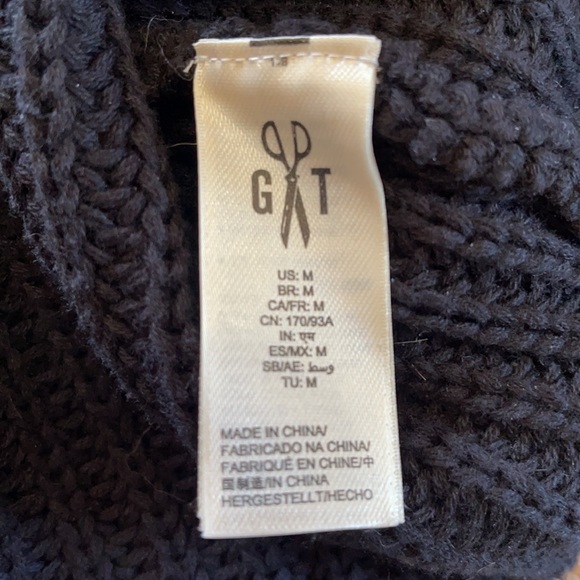 G T
US: M
BR: M
CA/FR: M
CN: 170/93A
IN: एम
ES/MX: M
SB/AE: وسط
TU: M
MADE IN CHINA/
FABRICADO NA CHINA/
FABRIQUÉ EN CHINE/中
国制造/IN CHINA
HERGESTELLT/HECHO